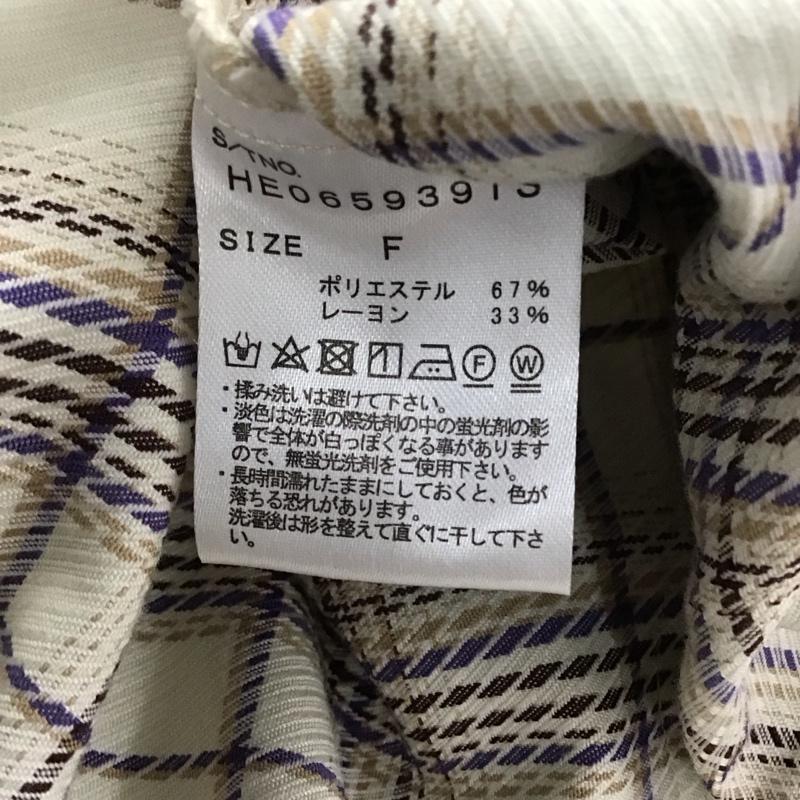 S/TNO.
HE06593913
SIZE F
ポリエステル 67%
レーヨン 33%
F W
・揉み洗いは避けて下さい。
・淡色は洗濯の際洗剤の中の蛍光剤の影
響で全体が白っぽくなる事があります
ので、無蛍光洗剤をご使用下さい。
・長時間濡れたままにしておくと、色が
落ちる恐れがあります。
洗濯後は形を整えて直ぐに干して下さ
い。